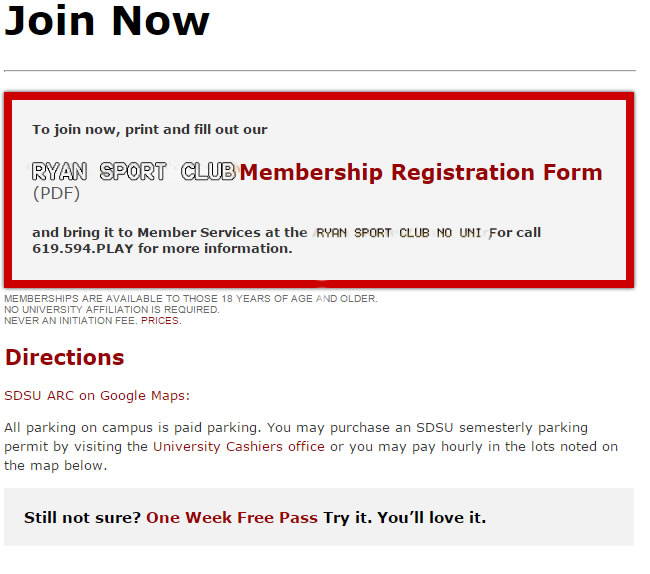 Join Now
To join now, print and fill out our
RYAN SPORT CLUB Membership Registration Form
(PDF)
and bring it to Member Services at the RYAN SPORT CLUB NO UNI For call
619.594.PLAY for more information.
MEMBERSHIPS ARE AVAILABLE TO THOSE 18 YEARS OF AGE AND OLDER.
NO UNIVERSITY AFFILIATION IS REQUIRED.
NEVER AN INITIATION FEE. PRICES.
Directions
SDSU ARC on Google Maps:
All parking on campus is paid parking. You may purchase an SDSU semesterly parking
permit by visiting the University Cashiers office or you may pay hourly in the lots noted on
the map below.
Still not sure? One Week Free Pass Try it. You’ll love it.